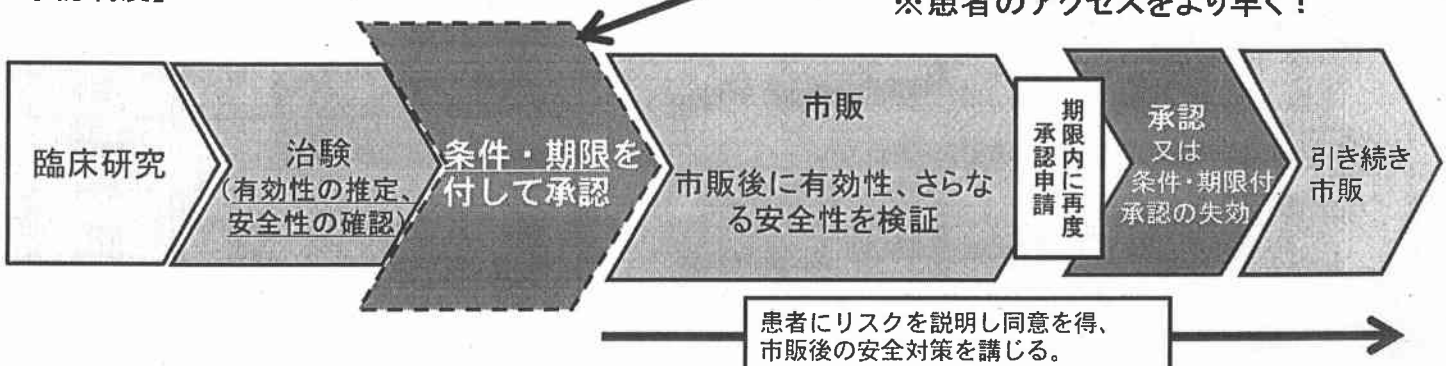 ※患者のアクセスをより早く！
臨床研究
治験
(有効性の推定、
安全性の確認)
条件・期限を
付して承認
市販
市販後に有効性、さらな
る安全性を検証
期限内に再度
承認申請
承認
又は
条件・期限付
承認の失効
引き続き
市販
患者にリスクを説明し同意を得、
市販後の安全対策を講じる。